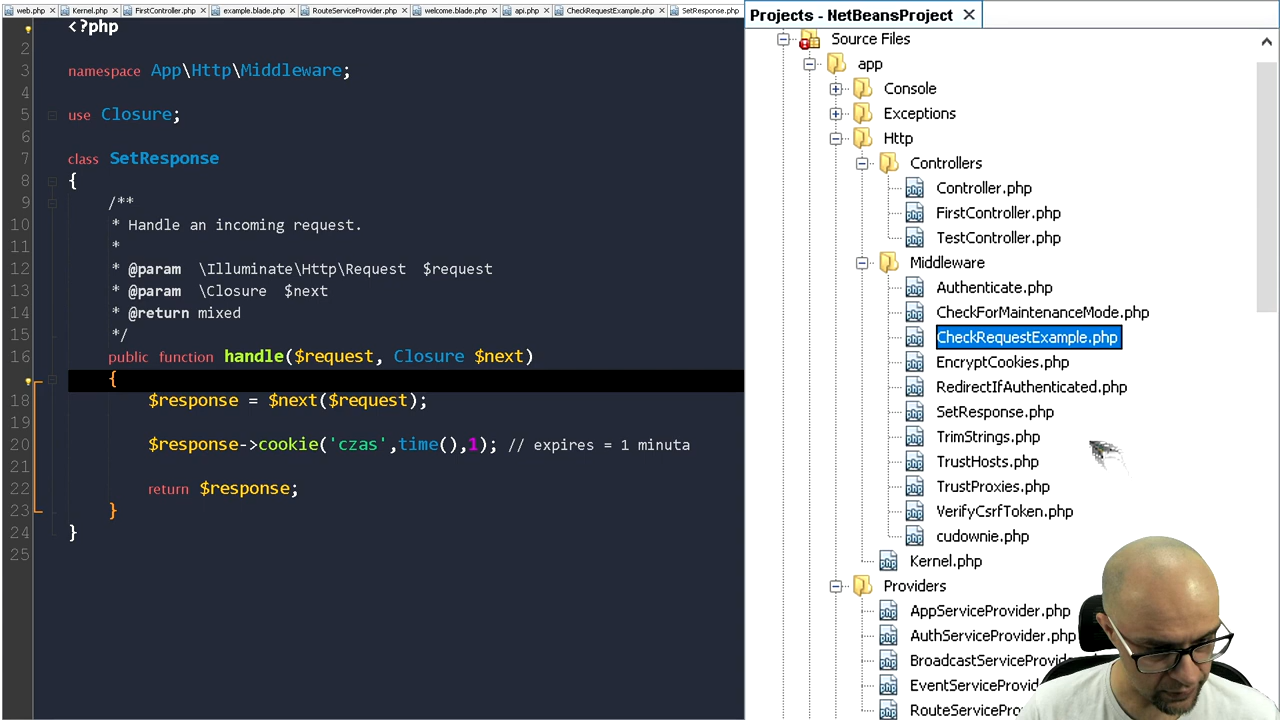 web.php
Kernel.php
FirstController.php
example.blade.php
RouteServiceProvider.php
welcome.blade.php
api.php
CheckRequestExample.php
SetResponse.php
<?php
2
3 namespace App\Http\Middleware;
4
5 use Closure;
6
7 class SetResponse
8 {
9 /**
10 * Handle an incoming request.
11 *
12 * @param \Illuminate\Http\Request $request
13 * @param \Closure $next
14 * @return mixed
15 */
16 public function handle($request, Closure $next)
{
18 $response = $next($request);
19
20 $response->cookie('czas',time(),1); // expires = 1 minuta
21
22 return $response;
23 }
24 }
25
Projects - NetBeansProject
Source Files
app
Console
Exceptions
Http
Controllers
Controller.php
FirstController.php
TestController.php
Middleware
Authenticate.php
CheckForMaintenanceMode.php
CheckRequestExample.php
EncryptCookies.php
RedirectIfAuthenticated.php
SetResponse.php
TrimStrings.php
TrustHosts.php
TrustProxies.php
VerifyCsrfToken.php
cudownie.php
Kernel.php
Providers
AppServiceProvider.php
AuthServiceProvider.php
BroadcastServiceProvid
EventServiceProvid
RouteServicePro